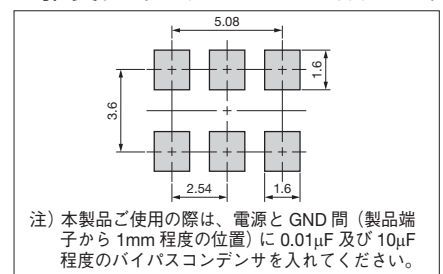 5.08
1.6
3.6
2.54
1.6
注) 本製品ご使用の際は、電源と GND 間（製品端
子から 1mm 程度の位置）に 0.01μF 及び 10μF
程度のバイパスコンデンサを入れてください。